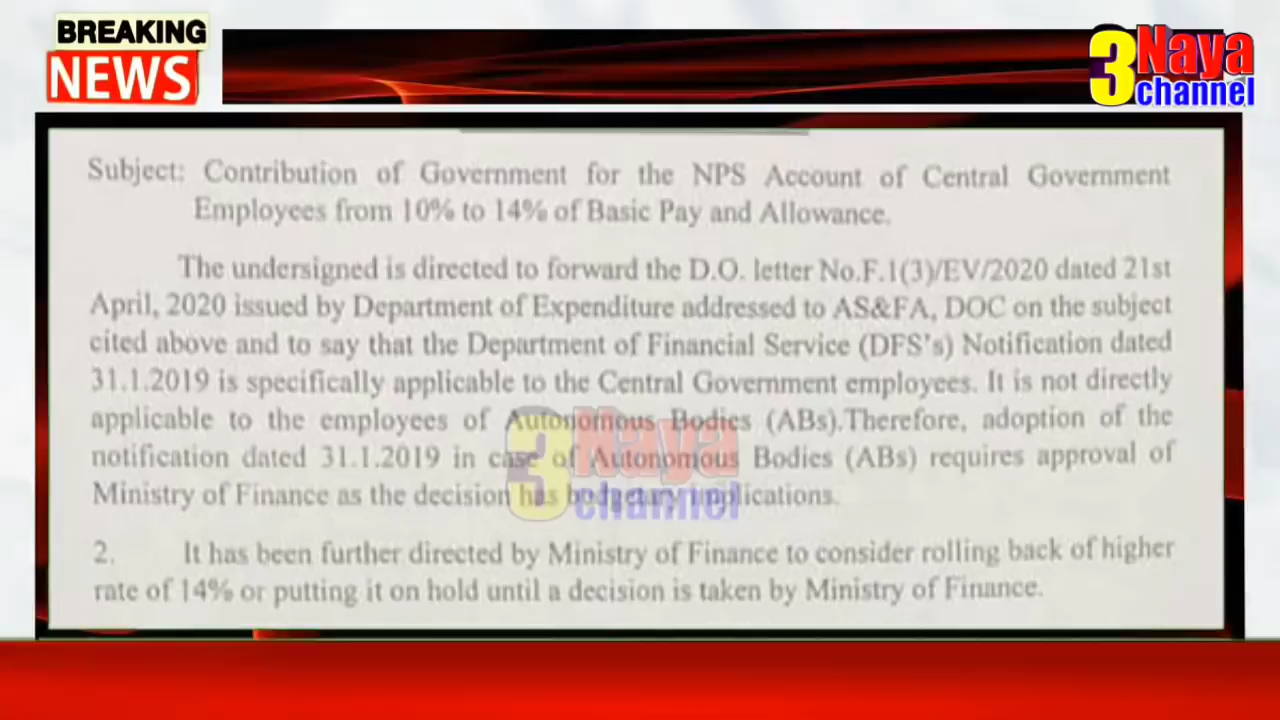 BREAKING
NEWS
3Naya
channel
Subject: Contribution of Government for the NPS Account of Central Government
Employees from 10% to 14% of Basic Pay and Allowance.
The undersigned is directed to forward the D.O. letter No.F.1(3)/EV/2020 dated 21st
April, 2020 issued by Department of Expenditure addressed to AS&FA, DOC on the subject
cited above and to say that the Department of Financial Service (DFS's) Notification dated
31.1.2019 is specifically applicable to the Central Government employees. It is not directly
applicable to the employees of Autonomous Bodies (ABs).Therefore, adoption of the
notification dated 31.1.2019 in case of Autonomous Bodies (ABs) requires approval of
Ministry of Finance as the decision has budgetary implications.
3Naya
channel
2. It has been further directed by Ministry of Finance to consider rolling back of higher
rate of 14% or putting it on hold until a decision is taken by Ministry of Finance.